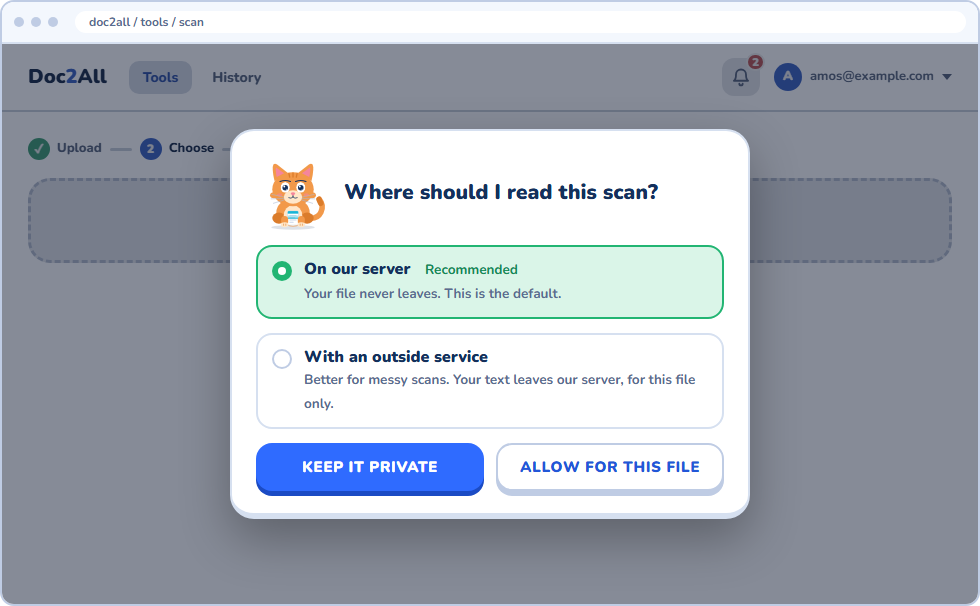 doc2all / tools / scan
Doc2All Tools History 2 A amos@example.com
Upload 2 Choose
Where should I read this scan?
On our server Recommended
Your file never leaves. This is the default.
With an outside service
Better for messy scans. Your text leaves our server, for this file
only.
KEEP IT PRIVATE ALLOW FOR THIS FILE